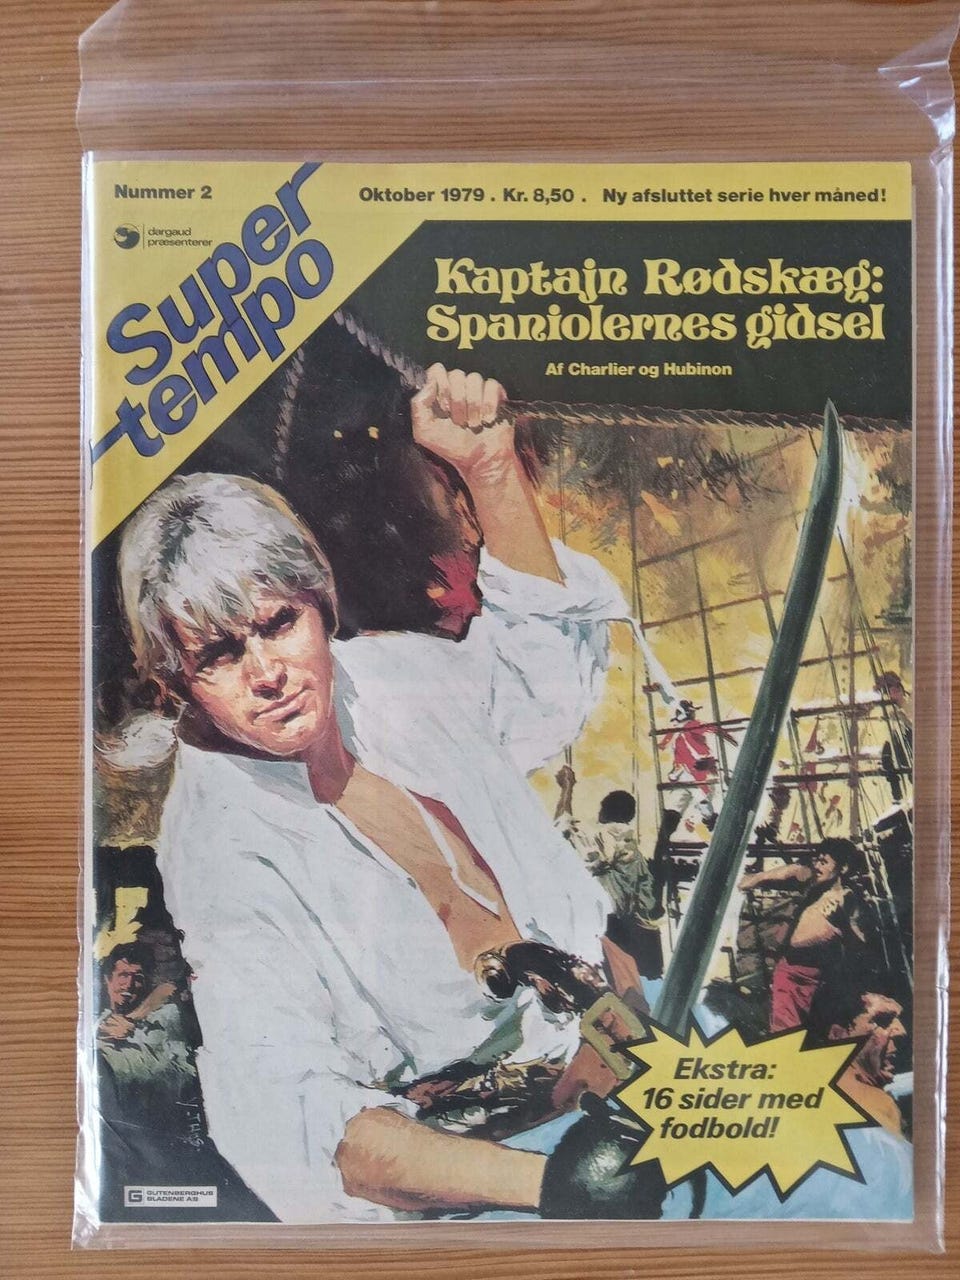 Nummer 2
Oktober 1979 . Kr. 8,50 . Ny afsluttet serie hver måned!
dargaud
præsenterer
Super
tempo
Kaptajn Rødskæg:
Spaniolernes gidsel
Af Charlier og Hubinon
Ekstra:
16 sider med
fodbold!
G GUTENBERGHUS
BLADENE AS